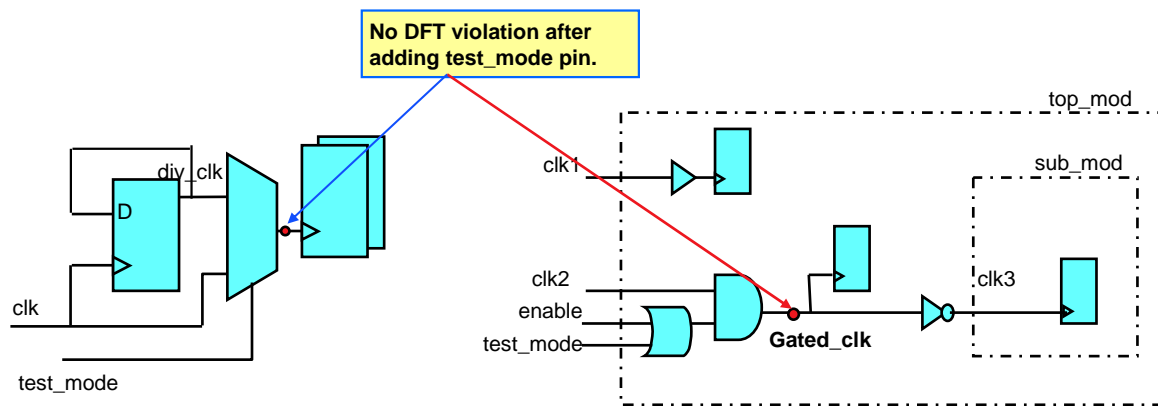 No DFT violation after
adding test_mode pin.
top_mod
clk1
sub_mod
div_clk
D
clk2
clk3
clk
enable
test_mode
Gated_clk
test_mode